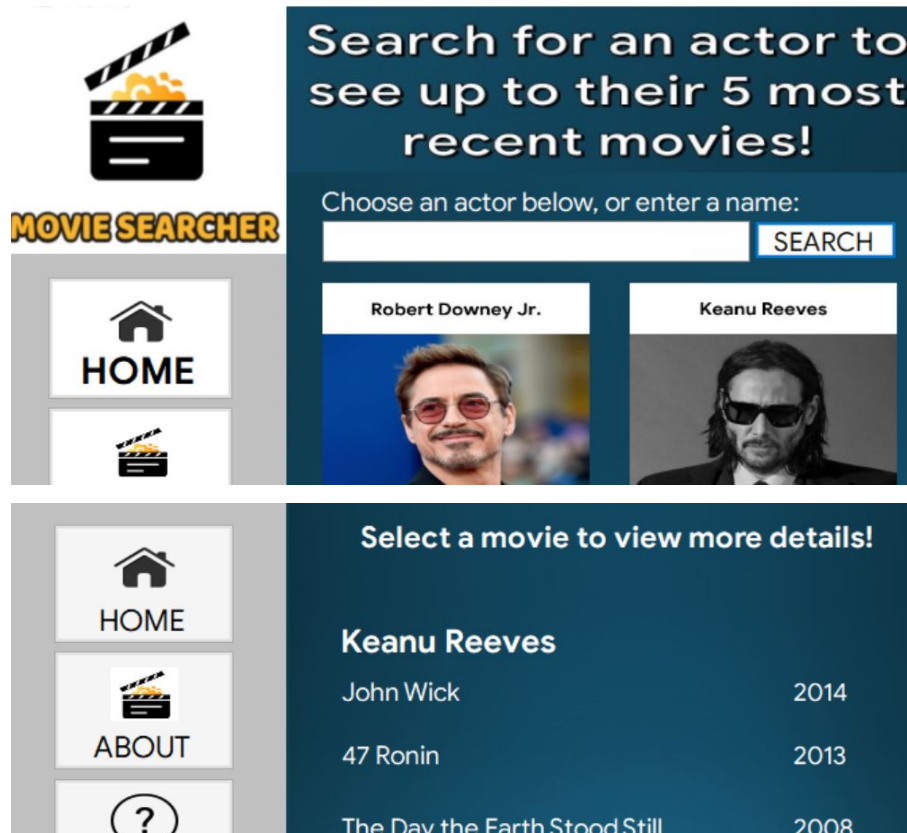 MOVIE SEARCHER
HOME
Search for an actor to
see up to their 5 most
recent movies!
Choose an actor below, or enter a name:
SEARCH
Robert Downey Jr.
Keanu Reeves
HOME
ABOUT
?
Select a movie to view more details!
Keanu Reeves
John Wick 2014
47 Ronin 2013
The Day the Earth Stood Still 2008